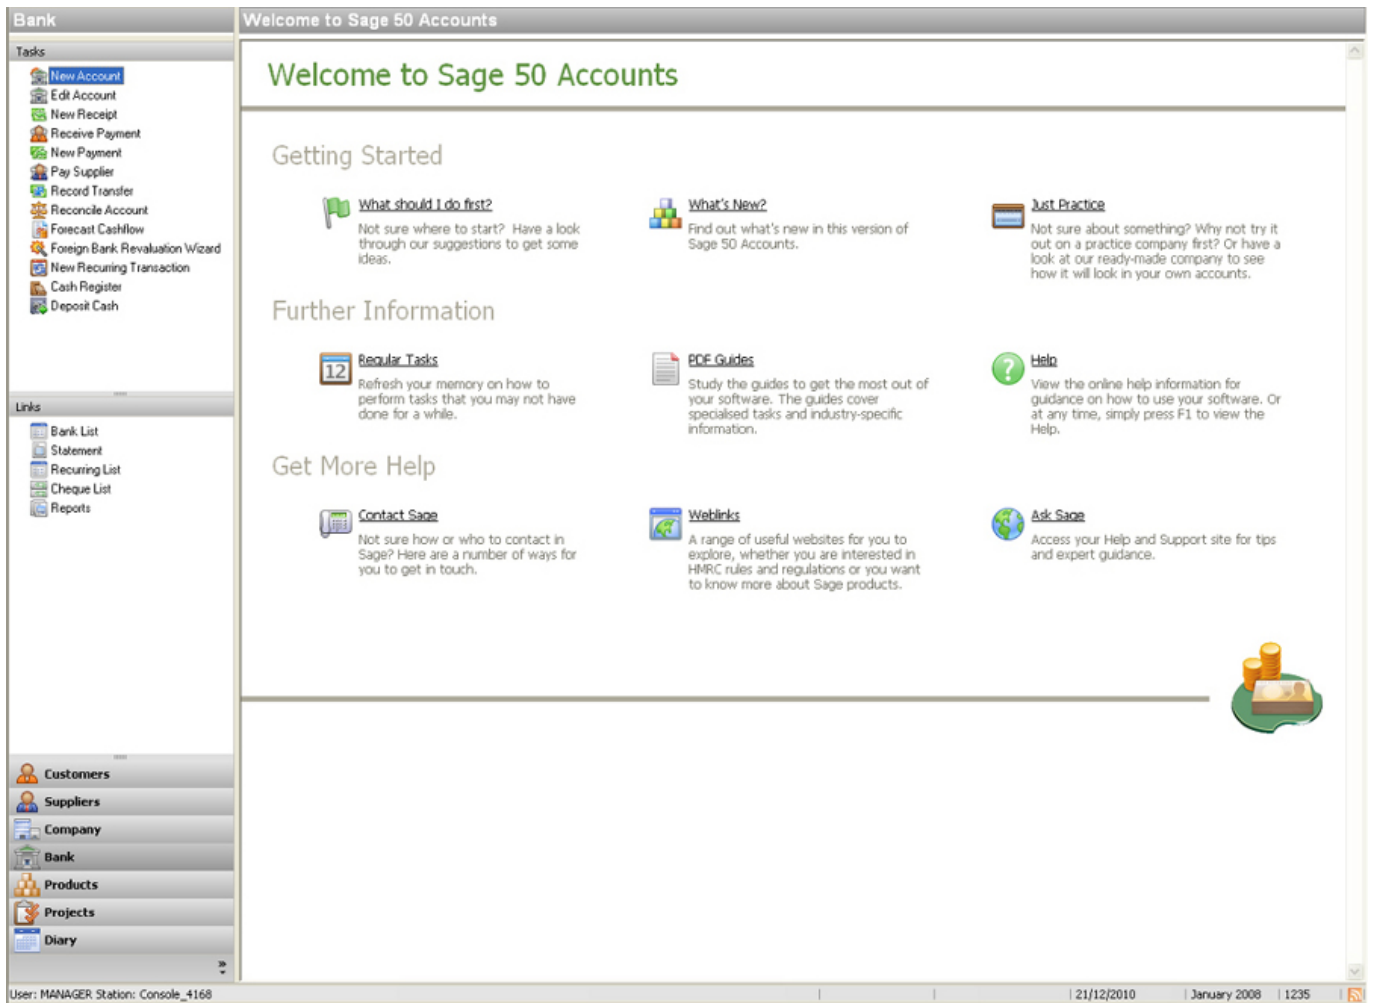 Bank
Welcome to Sage 50 Accounts
Tasks
New Account
Edit Account
New Receipt
Receive Payment
New Payment
Pay Supplier
Record Transfer
Reconcile Account
Forecast Cashflow
Foreign Bank Revaluation Wizard
New Recurring Transaction
Cash Register
Deposit Cash
Links
Bank List
Statement
Recurring List
Cheque List
Reports
Customers
Suppliers
Company
Bank
Products
Projects
Diary
Welcome to Sage 50 Accounts
Getting Started
What should I do first?
Not sure where to start? Have a look
through our suggestions to get some
ideas.
What's New?
Find out what's new in this version of
Sage 50 Accounts.
Just Practice
Not sure about something? Why not try it
out on a practice company first? Or have a
look at our ready-made company to see
how it will look in your own accounts.
Further Information
12
Regular Tasks
Refresh your memory on how to
perform tasks that you may not have
done for a while.
PDF Guides
Study the guides to get the most out of
your software. The guides cover
specialised tasks and industry-specific
information.
?
Help
View the online help information for
guidance on how to use your software. Or
at any time, simply press F1 to view the
Help.
Get More Help
Contact Sage
Not sure how or who to contact in
Sage? Here are a number of ways for
you to get in touch.
Weblinks
A range of useful websites for you to
explore, whether you are interested in
HMRC rules and regulations or you want
to know more about Sage products.
Ask Sage
Access your Help and Support site for tips
and expert guidance.
User: MANAGER Station: Console_4168
21/12/2010
January 2008
1235